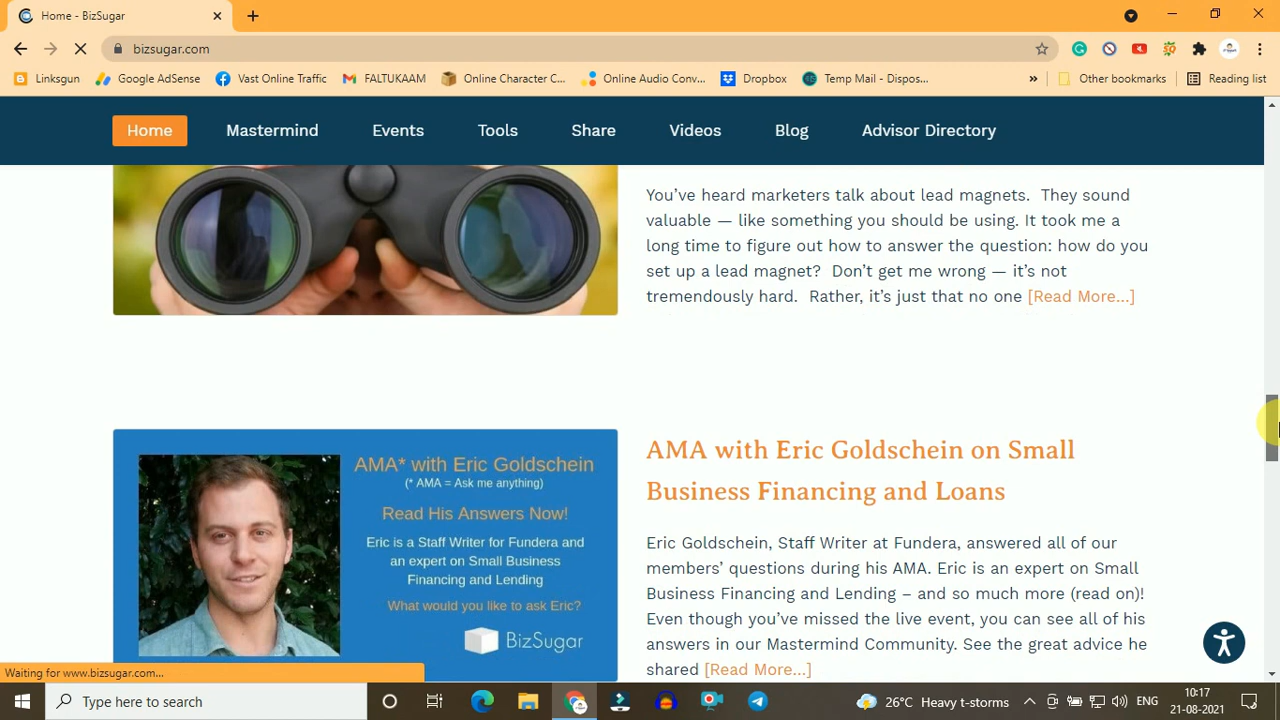 Home - BizSugar
bizsugar.com
Linksgun
Google AdSense
Vast Online Traffic
FALTUKAAM
Online Character C...
Online Audio Conv...
Dropbox
Temp Mail - Dispos...
»
Other bookmarks
Reading list
Home
Mastermind
Events
Tools
Share
Videos
Blog
Advisor Directory
You've heard marketers talk about lead magnets. They sound
valuable — like something you should be using. It took me a
long time to figure out how to answer the question: how do you
set up a lead magnet? Don't get me wrong — it's not
tremendously hard. Rather, it's just that no one [Read More...]
AMA* with Eric Goldschein
(* AMA = Ask me anything)
Read His Answers Now!
Eric is a Staff Writer for Fundera and
an expert on Small Business
Financing and Lending
What would you like to ask Eric?
BizSugar
AMA with Eric Goldschein on Small
Business Financing and Loans
Eric Goldschein, Staff Writer at Fundera, answered all of our
members' questions during his AMA. Eric is an expert on Small
Business Financing and Lending – and so much more (read on)!
Even though you've missed the live event, you can see all of his
answers in our Mastermind Community. See the great advice he
shared [Read More...]
Waiting for www.bizsugar.com...
Type here to search
26°C Heavy t-storms
ENG
10:17
21-08-2021